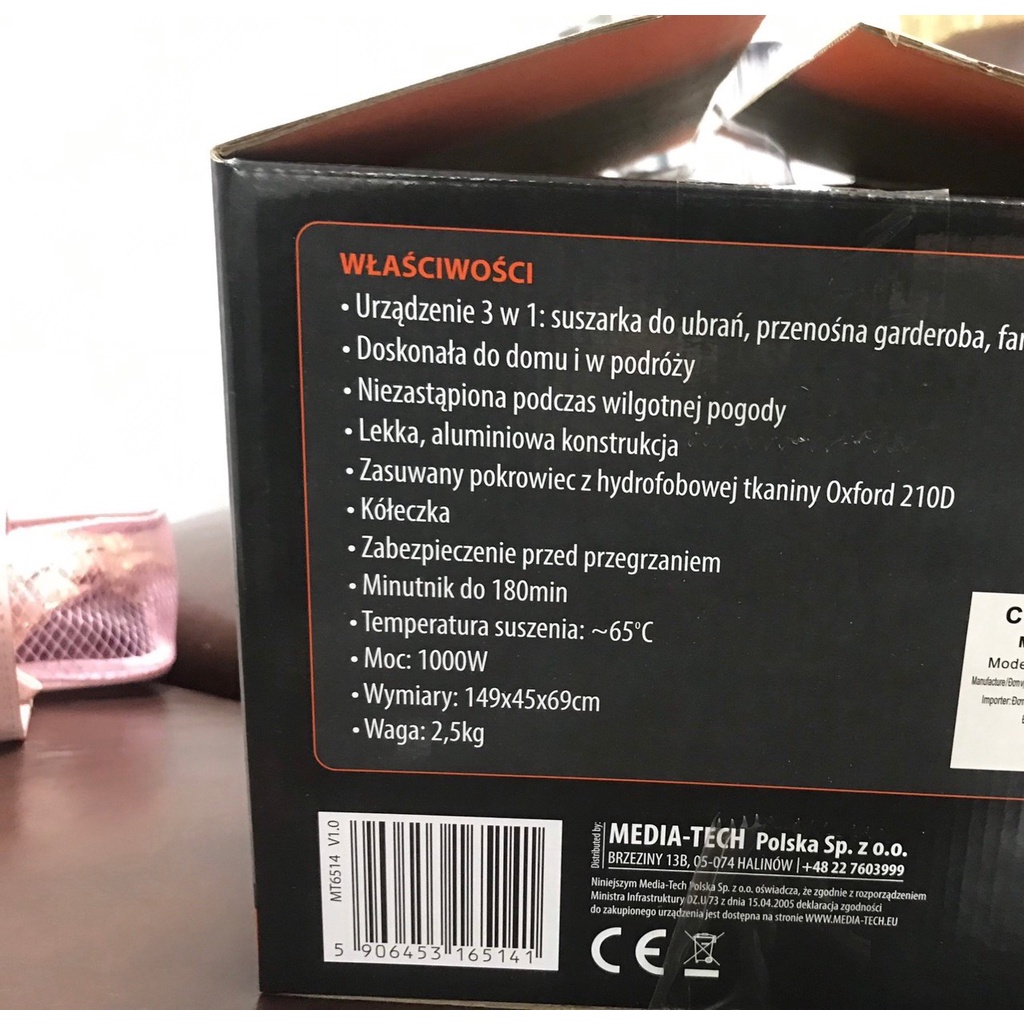 WŁAŚCIWOŚCI
• Urządzenie 3 w 1: suszarka do ubrań, przenośna garderoba,
• Doskonała do domu i w podróży
• Niezastąpiona podczas wilgotnej pogody
• Lekka, aluminiowa konstrukcja
• Zasuwany pokrowiec z hydrofobowej tkaniny Oxford 210D
• Kółeczka
• Zabezpieczenie przed przegrzaniem
• Minutnik do 180min
• Temperatura suszenia: ~65°C
• Moc: 1000W
• Wymiary: 149x45x69cm
• Waga: 2,5kg
MT6514 V1.0
5 906453 165141
Distributed by:
MEDIA-TECH Polska Sp. z o.o.
BRZEZINY 13B, 05-074 HALINÓW | +48 22 7603999
Niniejszym Media-Tech Polska Sp. z o.o. oświadcza, że zgodnie z rozporządzeniem
Ministra Infrastruktury DZ.U/73 z dnia 15.04.2005 deklaracja zgodności
do zakupionego urządzenia jest dostępna na stronie WWW.MEDIA-TECH.EU
CE
Importer: